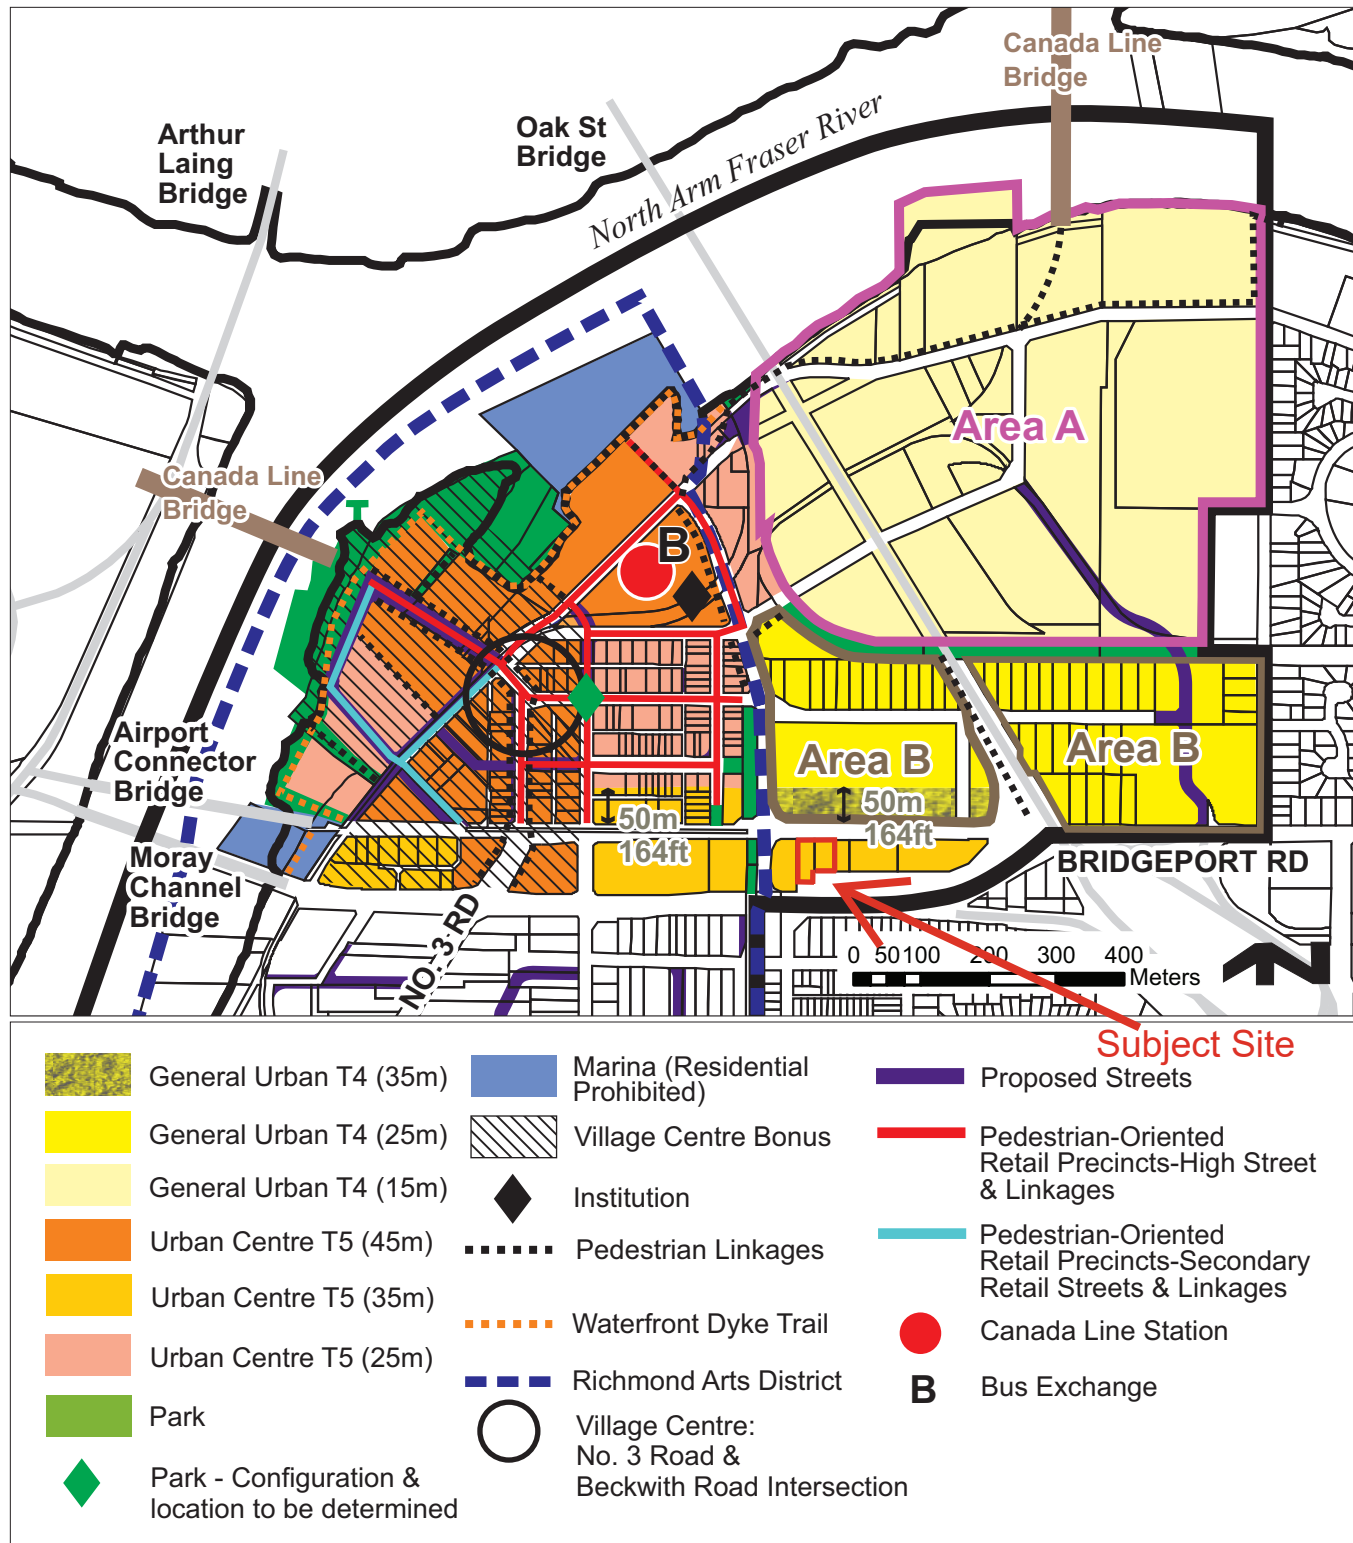 Canada Line
Bridge
Arthur
Laing
Bridge
Oak St
Bridge
North Arm Fraser River
Area A
Canada Line
Bridge
B
Airport
Connector
Bridge
Area B
Area B
50m
164ft
50m
164ft
Moray
Channel
Bridge
BRIDGEPORT RD
NO. 3 RD
0 50 100 200 300 400
Meters
Subject Site
General Urban T4 (35m)
General Urban T4 (25m)
General Urban T4 (15m)
Urban Centre T5 (45m)
Urban Centre T5 (35m)
Urban Centre T5 (25m)
Park
Park - Configuration &
location to be determined
Marina (Residential
Prohibited)
Village Centre Bonus
Institution
Pedestrian Linkages
Waterfront Dyke Trail
Richmond Arts District
Village Centre:
No. 3 Road &
Beckwith Road Intersection
Proposed Streets
Pedestrian-Oriented
Retail Precincts-High Street
& Linkages
Pedestrian-Oriented
Retail Precincts-Secondary
Retail Streets & Linkages
Canada Line Station
B
Bus Exchange